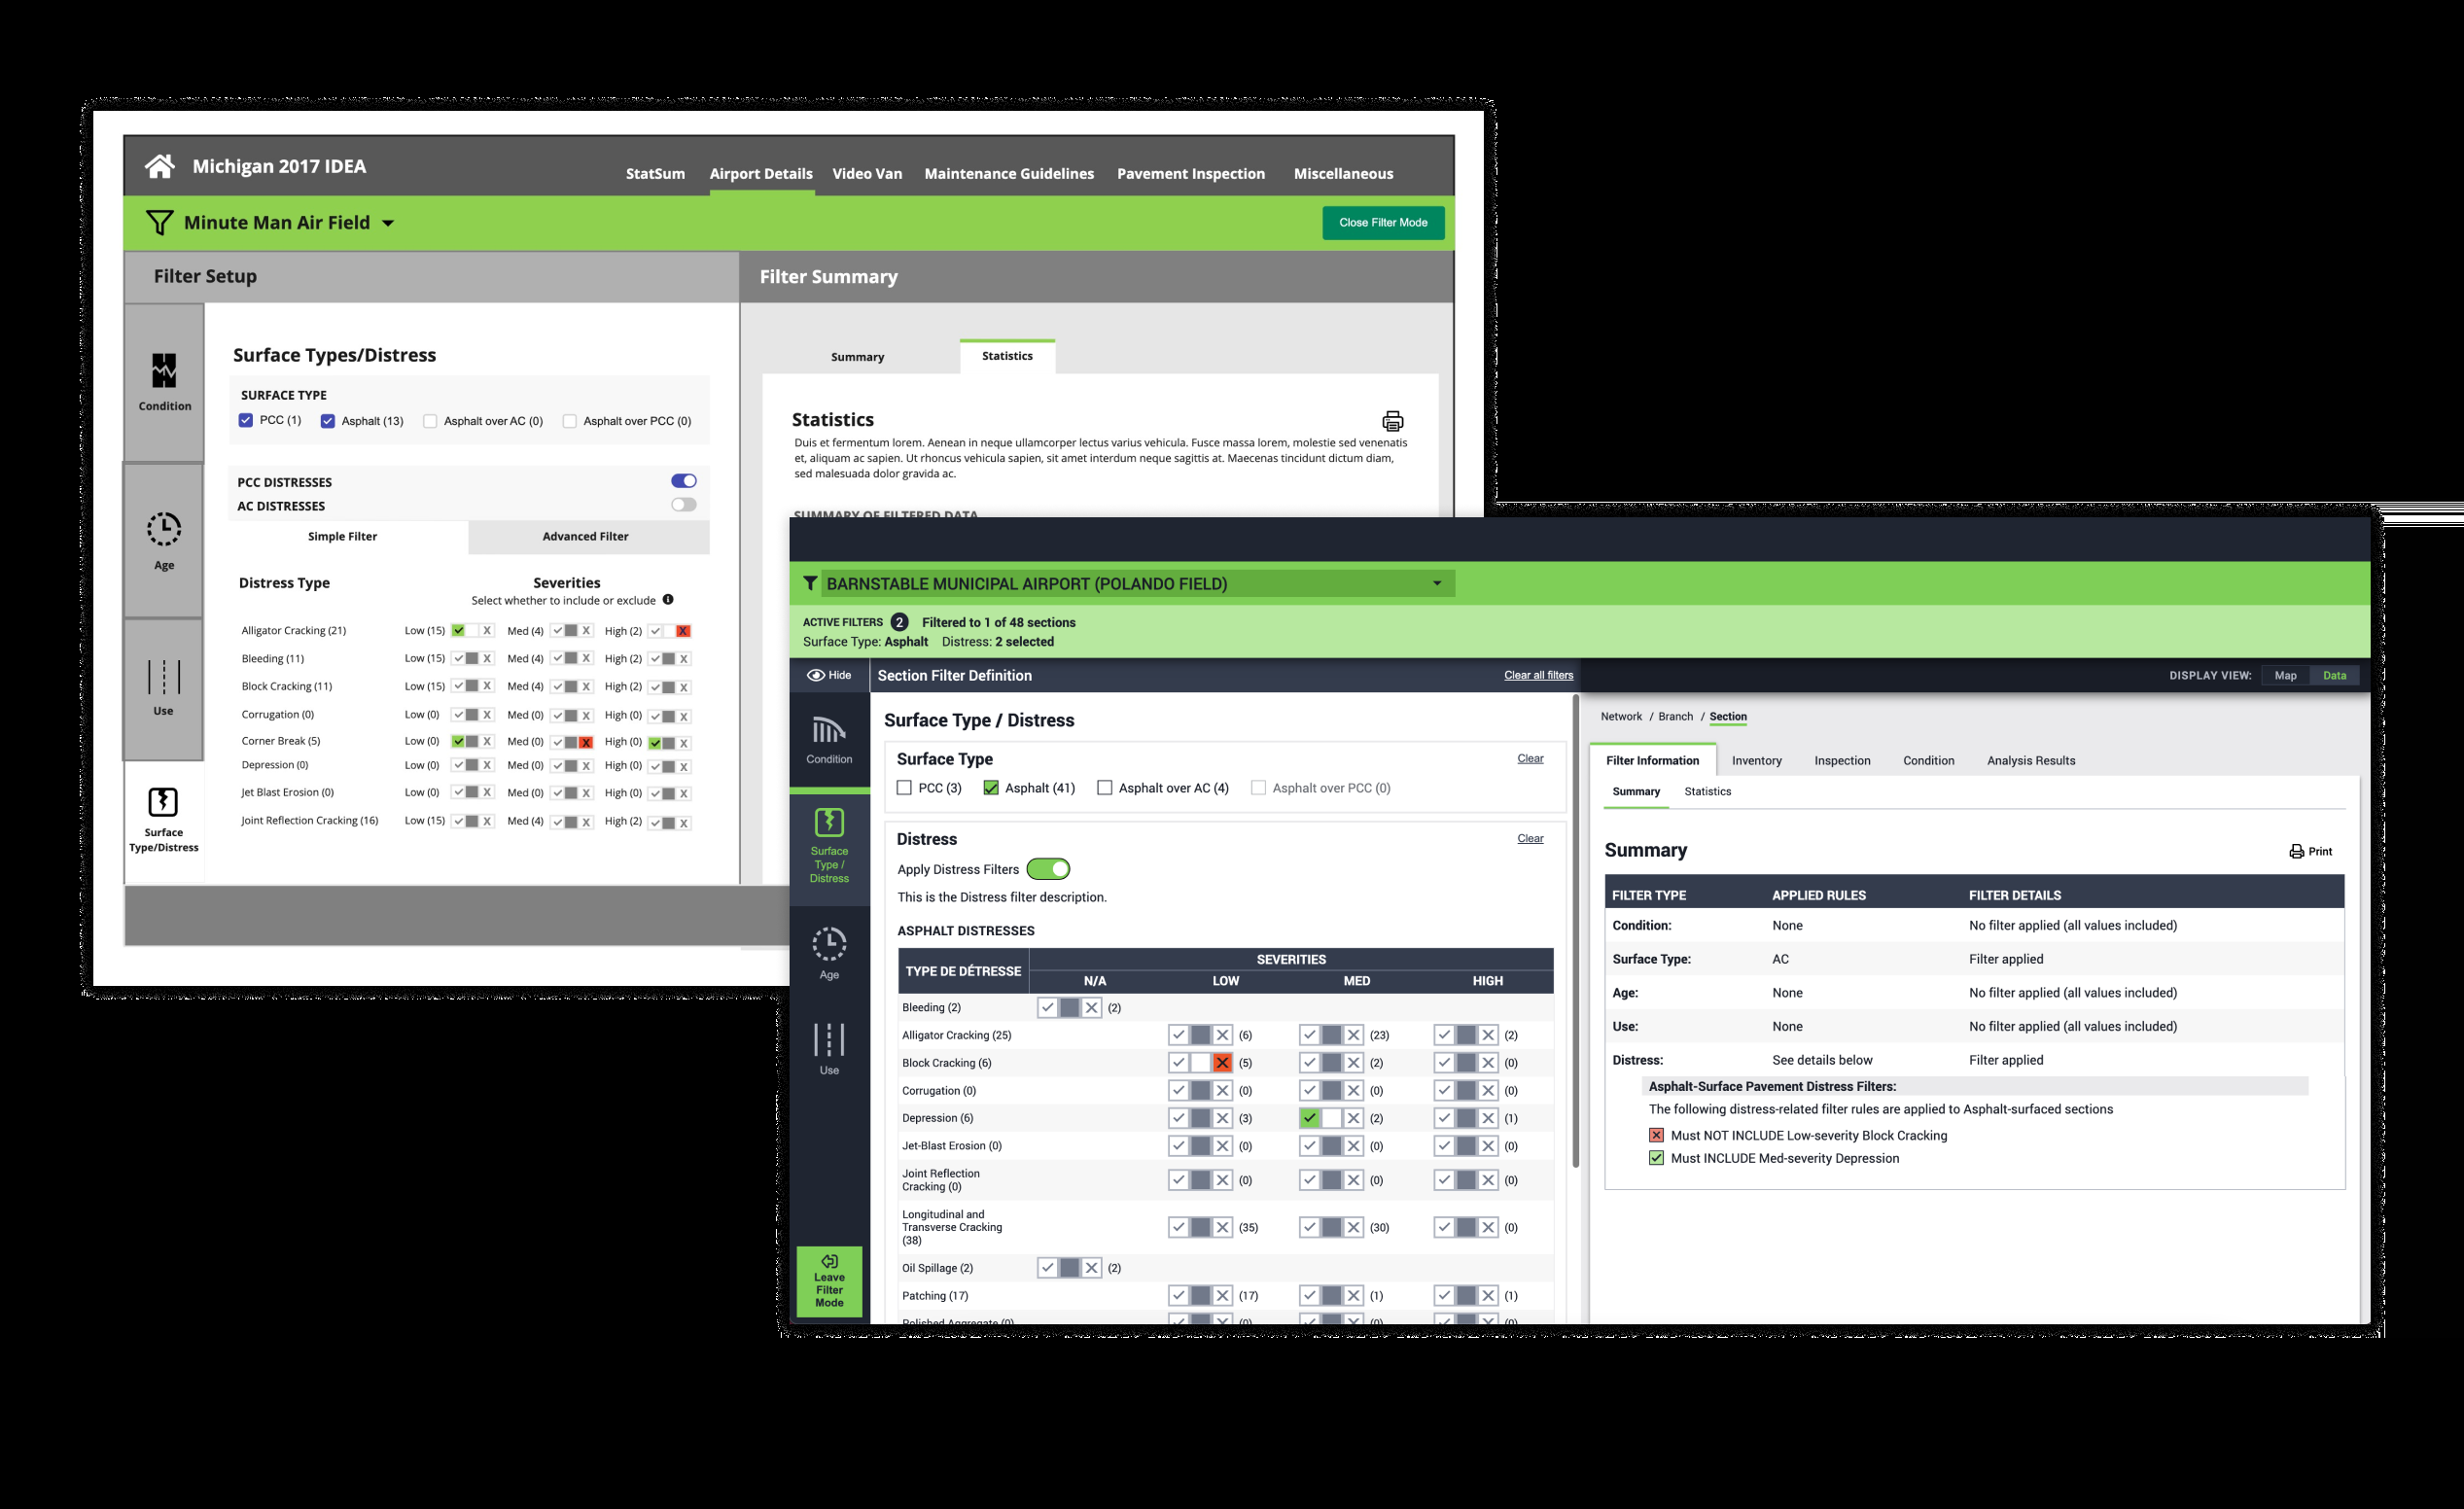 Michigan 2017 IDEA
StatSum Airport Details Video Van Maintenance Guidelines Pavement Inspection Miscellaneous
Minute Man Air Field
Close Filter Mode
Filter Setup
Filter Summary
Condition
Age
Use
Surface
Type/Distress
Surface Types/Distress
SURFACE TYPE
PCC (1) Asphalt (13) Asphalt over AC (0) Asphalt over PCC (0)
PCC DISTRESSES
AC DISTRESSES
Simple Filter Advanced Filter
Distress Type Severities
Select whether to include or exclude
Alligator Cracking (21) Low (15) X Med (4) X High (2) X
Bleeding (11) Low (15) X Med (4) X High (2) X
Block Cracking (11) Low (15) X Med (4) X High (2) X
Corrugation (0) Low (0) X Med (0) X High (0) X
Corner Break (5) Low (0) X Med (0) X High (0) X
Depression (0) Low (0) X Med (0) X High (0) X
Jet Blast Erosion (0) Low (0) X Med (0) X High (0) X
Joint Reflection Cracking (16) Low (15) X Med (4) X High (2) X
Summary Statistics
Statistics
Duis et fermentum lorem. Aenean in neque ullamcorper lectus varius vehicula. Fusce massa lorem, molestie sed venenatis
et, aliquam ac sapien. Ut rhoncus vehicula sapien, sit amet interdum neque sagittis at. Maecenas tincidunt dictum diam,
sed malesuada dolor gravida ac.
SUMMARY OF FILTERED DATA
BARNSTABLE MUNICIPAL AIRPORT (POLANDO FIELD)
ACTIVE FILTERS 2 Filtered to 1 of 48 sections
Surface Type: Asphalt Distress: 2 selected
Hide
Section Filter Definition Clear all filters
DISPLAY VIEW: Map Data
Condition
Surface
Type /
Distress
Age
Use
Leave
Filter
Mode
Surface Type / Distress
Surface Type Clear
PCC (3) Asphalt (41) Asphalt over AC (4) Asphalt over PCC (0)
Distress Clear
Apply Distress Filters
This is the Distress filter description.
ASPHALT DISTRESSES
TYPE DE DÉTRESSE SEVERITIES
N/A LOW MED HIGH
Bleeding (2) (2)
Alligator Cracking (25) (6) (23) (2)
Block Cracking (6) (5) (2) (0)
Corrugation (0) (0) (0) (0)
Depression (6) (3) (2) (1)
Jet-Blast Erosion (0) (0) (0) (0)
Joint Reflection
Cracking (0) (0) (0) (0)
Longitudinal and
Transverse Cracking (35) (30) (0)
(38)
Oil Spillage (2) (2)
Patching (17) (17) (1) (1)
Polished Aggregate (0) (0) (0) (0)
Network / Branch / Section
Filter Information Inventory Inspection Condition Analysis Results
Summary Statistics
Summary Print
FILTER TYPE APPLIED RULES FILTER DETAILS
Condition: None No filter applied (all values included)
Surface Type: AC Filter applied
Age: None No filter applied (all values included)
Use: None No filter applied (all values included)
Distress: See details below Filter applied
Asphalt-Surface Pavement Distress Filters:
The following distress-related filter rules are applied to Asphalt-surfaced sections
Must NOT INCLUDE Low-severity Block Cracking
Must INCLUDE Med-severity Depression